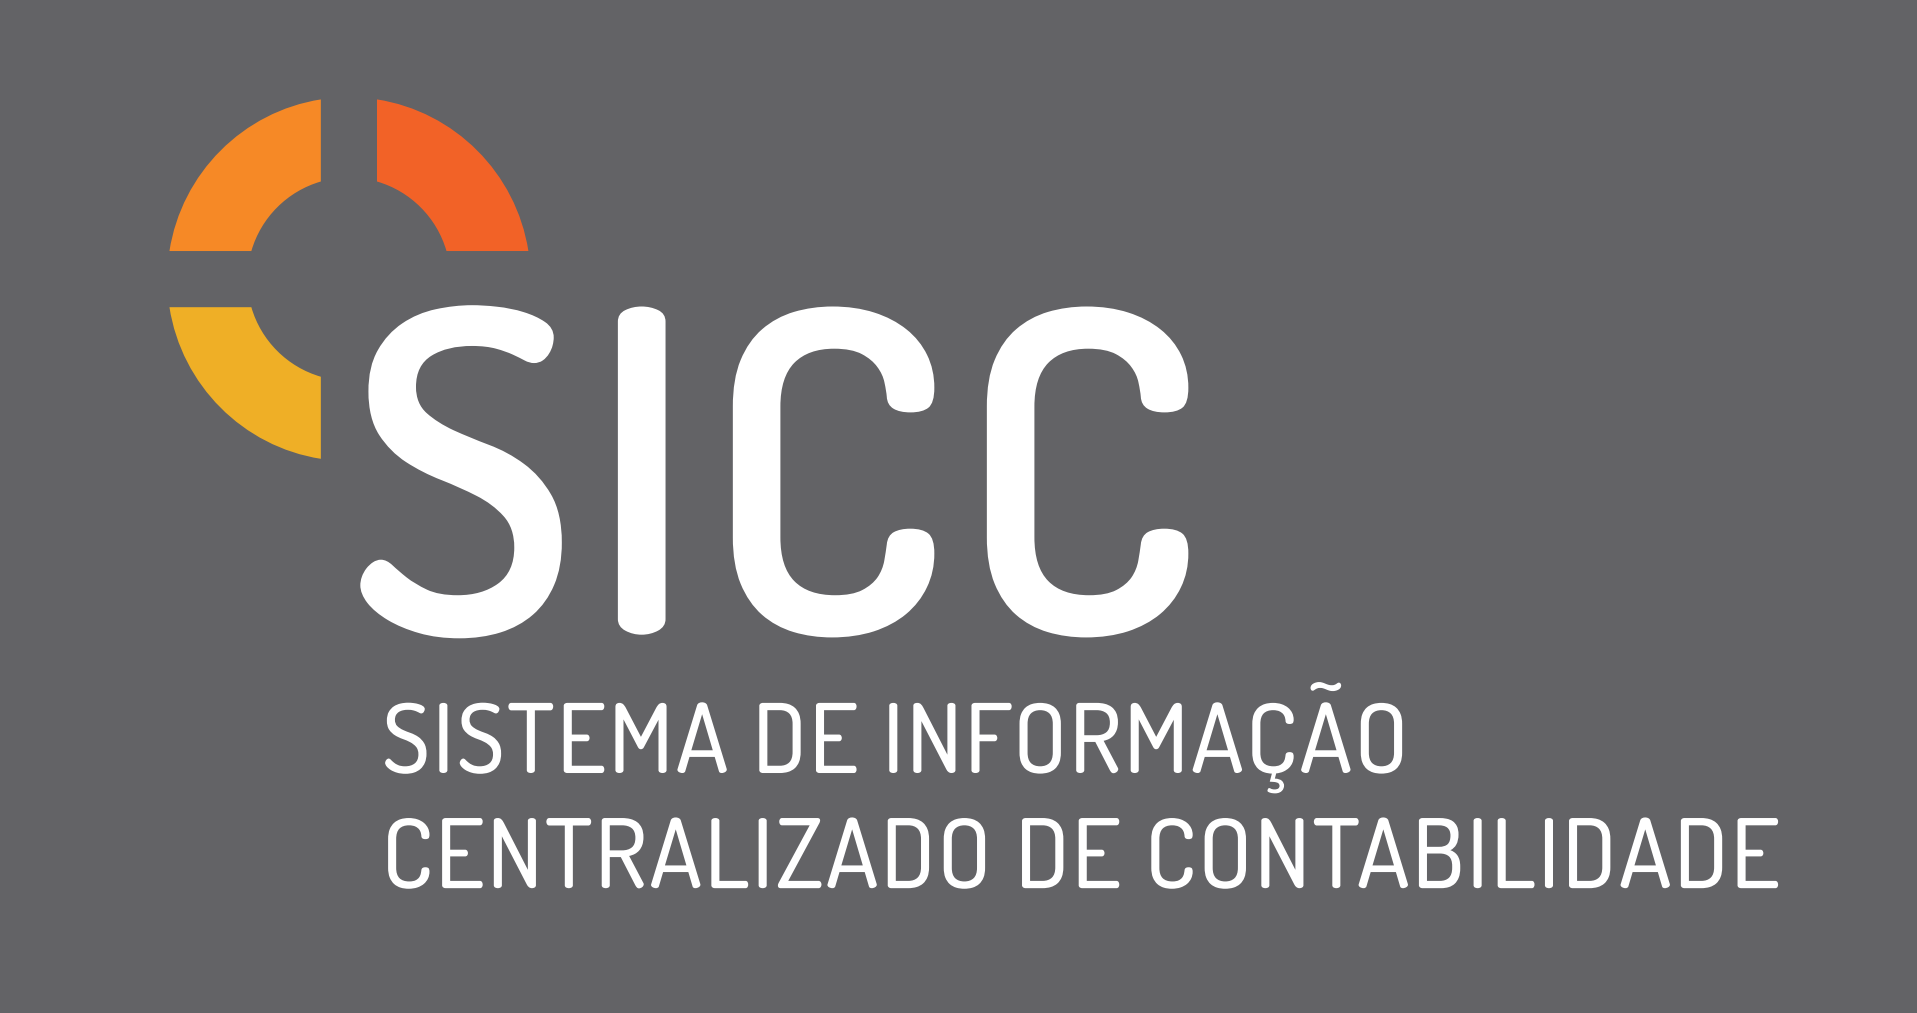 SICC
SISTEMA DE INFORMAÇÃO
CENTRALIZADO DE CONTABILIDADE